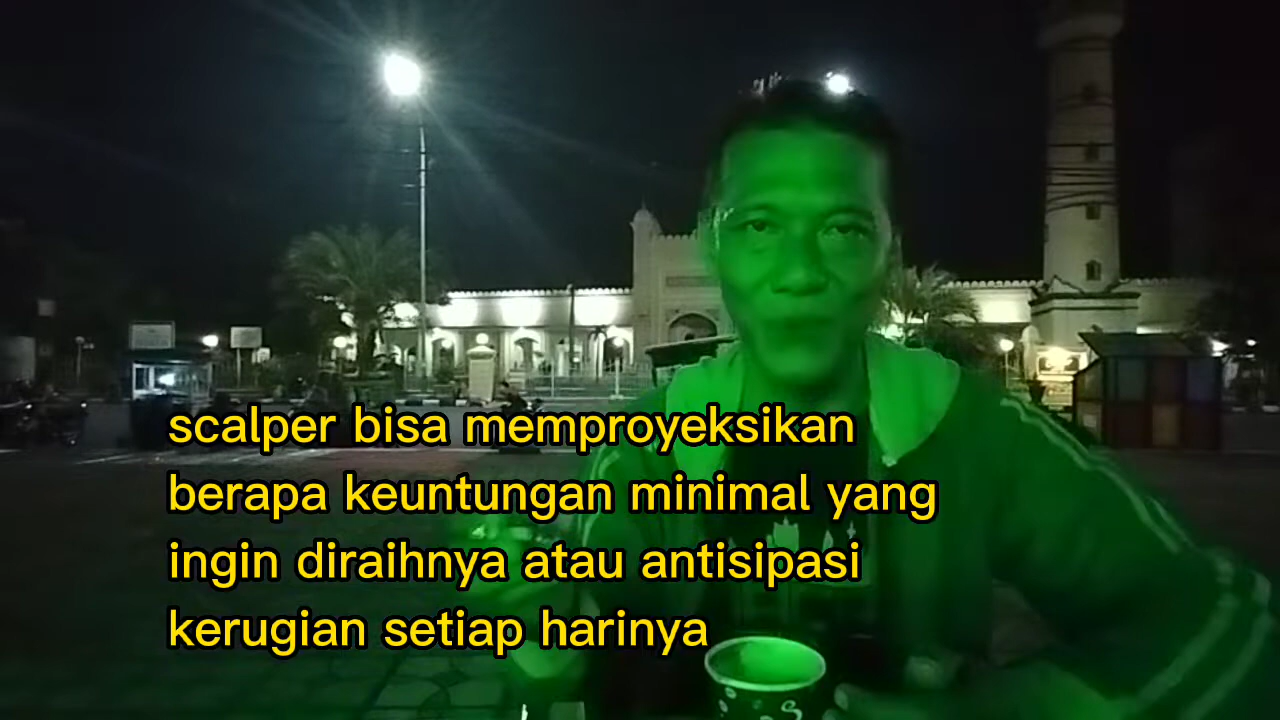 scalper bisa memproyeksikan
berapa keuntungan minimal yang
ingin diraihnya atau antisipasi
kerugian setiap harinya